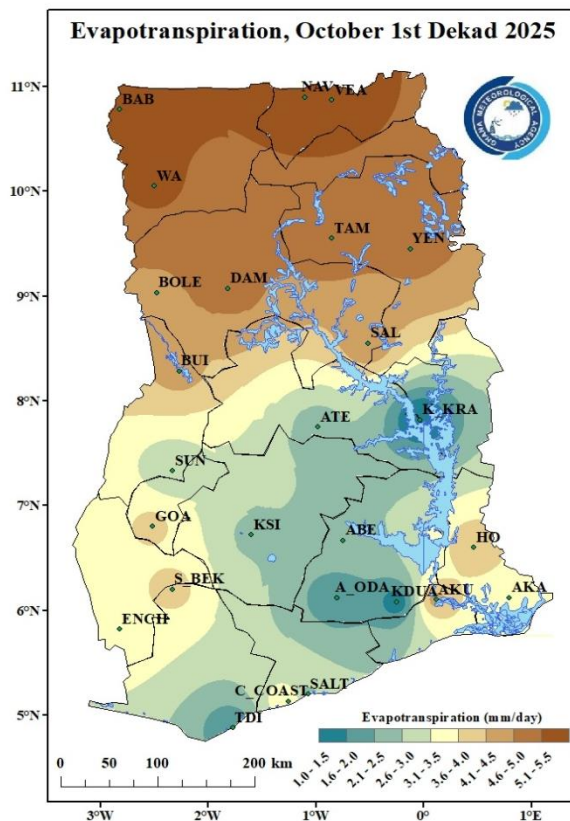 Evapotranspiration, October 1st Dekad 2025
11°N
NAV
VEA
BAB
GHANA METEOROLOGICAL AGENCY
10°N
WA
TAM
YEN
9°N
BOLE
DAM
SAL
BUI
8°N
ATE
K_KRA
SUN
7°N
GOA
KSI
ABE
HO
S_BEK
A_ODA
KDUA
AKU
AKA
6°N
ENCH
C_COAST
SALT
5°N
TDI
Evapotranspiration (mm/day)
1.0 - 1.5
1.6 - 2.0
2.1 - 2.5
2.6 - 3.0
3.1 - 3.5
3.6 - 4.0
4.1 - 4.5
4.6 - 5.0
5.1 - 5.5
0 50 100 200 km
3°W 2°W 1°W 0° 1°E